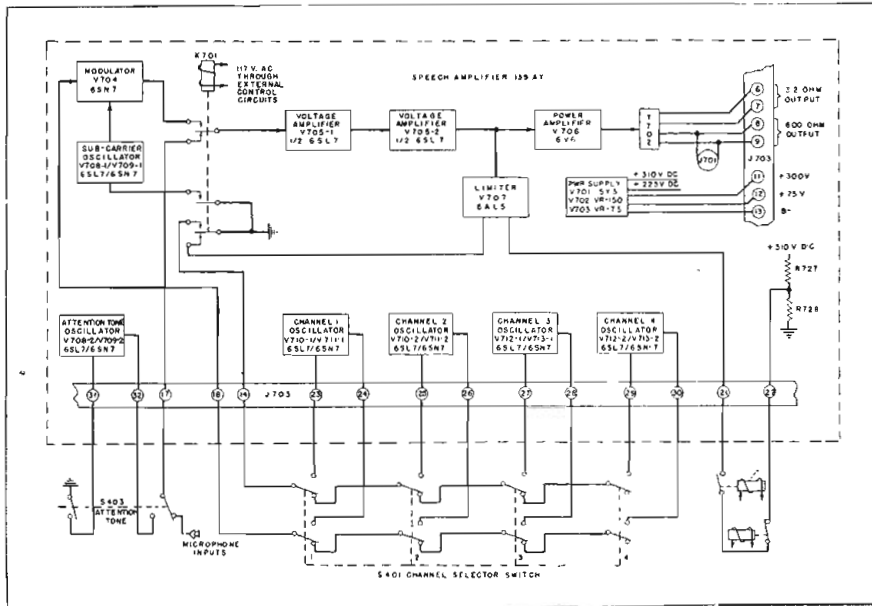 K701
117 V. AC
THROUGH
EXTERNAL
CONTROL
CIRCUITS
SPEECH AMPLIFIER 139 AY
MODULATOR
V704
6SN7
SUB-CARRIER
OSCILLATOR
V708-1/V709-1
6SL7/6SN7
VOLTAGE
AMPLIFIER
V705-1
1/2 6SL7
VOLTAGE
AMPLIFIER
V705-2
1/2 6SL7
POWER
AMPLIFIER
V706
6V6
T702
J701
LIMITER
V707
6AL5
PWR SUPPLY
V701 5Y3
V702 VR-150
V703 VR-75
+310V DC
+225V DC
6
7
8
9
3.2 OHM
OUTPUT
600 OHM
OUTPUT
J703
11
12
13
+300V
+75V
B-
+310V DC
R727
R728
ATTENTION TONE
OSCILLATOR
V708-2/V709-2
6SL7/6SN7
CHANNEL 1
OSCILLATOR
V710-1/V711-1
6SL7/6SN7
CHANNEL 2
OSCILLATOR
V710-2/V711-2
6SL7/6SN7
CHANNEL 3
OSCILLATOR
V712-1/V713-1
6SL7/6SN7
CHANNEL 4
OSCILLATOR
V712-2/V713-2
6SL7/6SN7
31 32 17 18 14 J703 23 24 25 26 27 28 29 30 21
S403
ATTENTION
TONE
MICROPHONE
INPUTS
2 3 4
S401 CHANNEL SELECTOR SWITCH